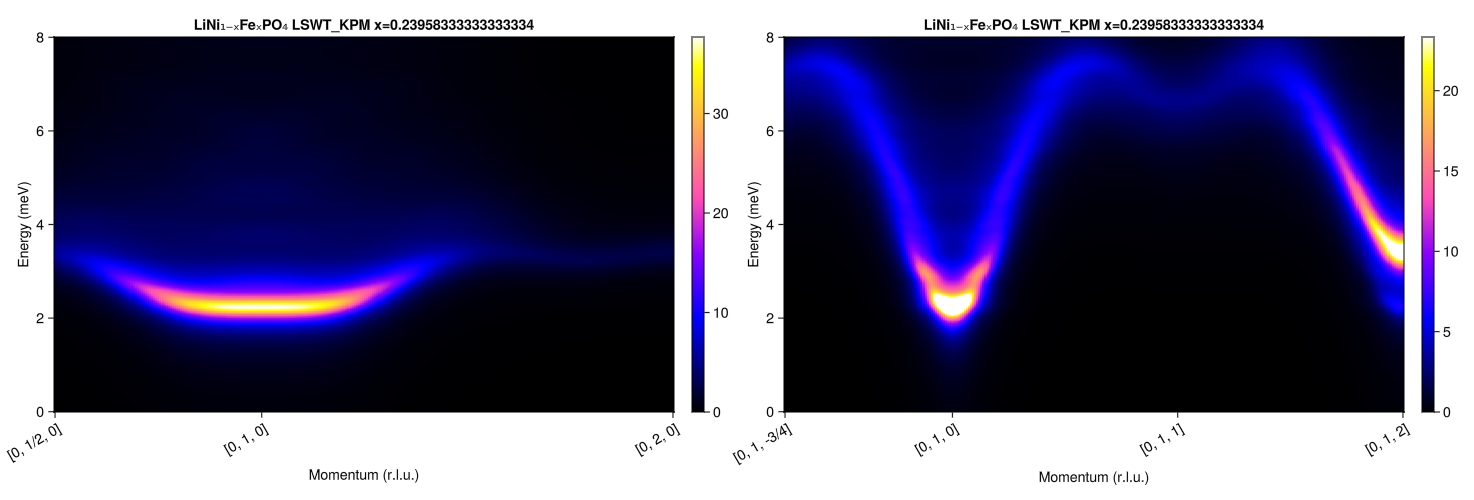 LiNi₁₋ₓFeₓPO₄ LSWT_KPM x=0.23958333333333334
8
6
4
2
0
Energy (meV)
[0, 1/2, 0]
[0, 1, 0]
[0, 2, 0]
Momentum (r.l.u.)
30
20
10
0
LiNi₁₋ₓFeₓPO₄ LSWT_KPM x=0.23958333333333334
8
6
4
2
0
Energy (meV)
[0, 1, -3/4]
[0, 1, 0]
[0, 1, 1]
[0, 1, 2]
Momentum (r.l.u.)
20
15
10
5
0